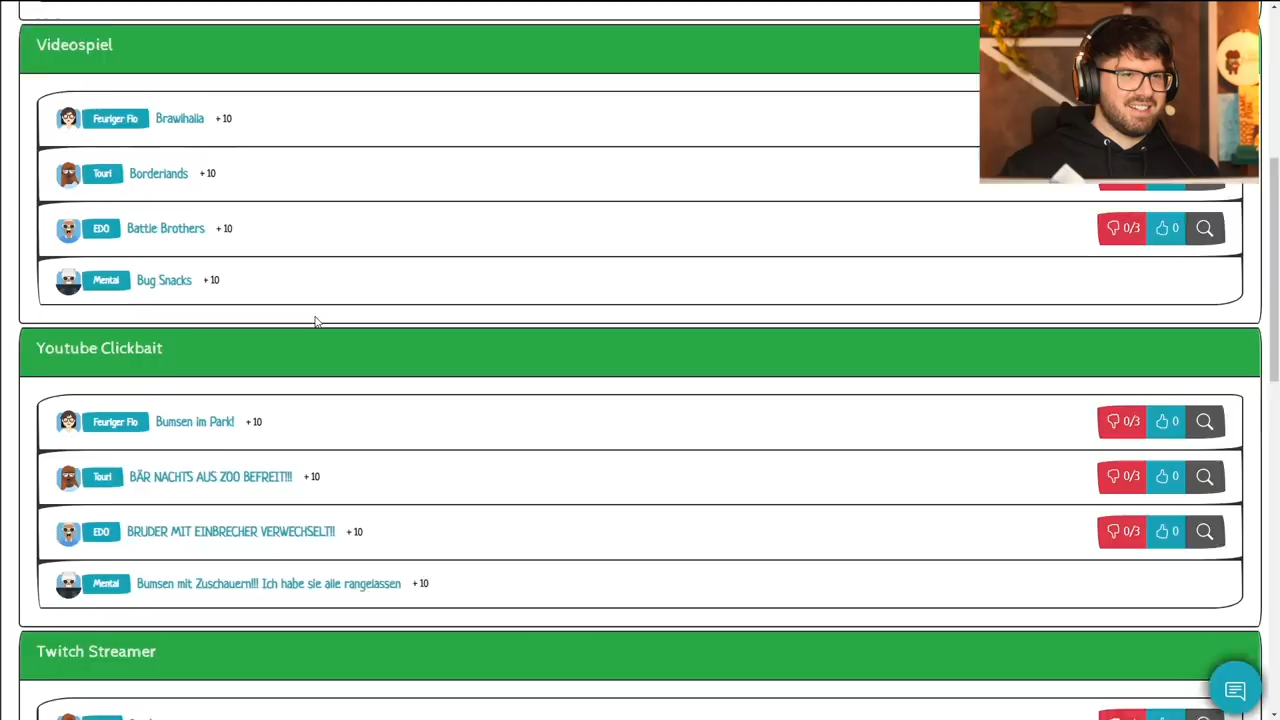 Videospiel
Feuriger Flo Brawlhalla +10
Touri Borderlands +10
EDO Battle Brothers +10 0/3 0
Mental Bug Snacks +10
Youtube Clickbait
Feuriger Flo Bumsen im Park! +10 0/3 0
Touri BÄR NACHTS AUS ZOO BEFREIT!!! +10 0/3 0
EDO BRUDER MIT EINBRECHER VERWECHSELT!! +10 0/3 0
Mental Bumsen mit Zuschauern!!! Ich habe sie alle rangelassen +10
Twitch Streamer